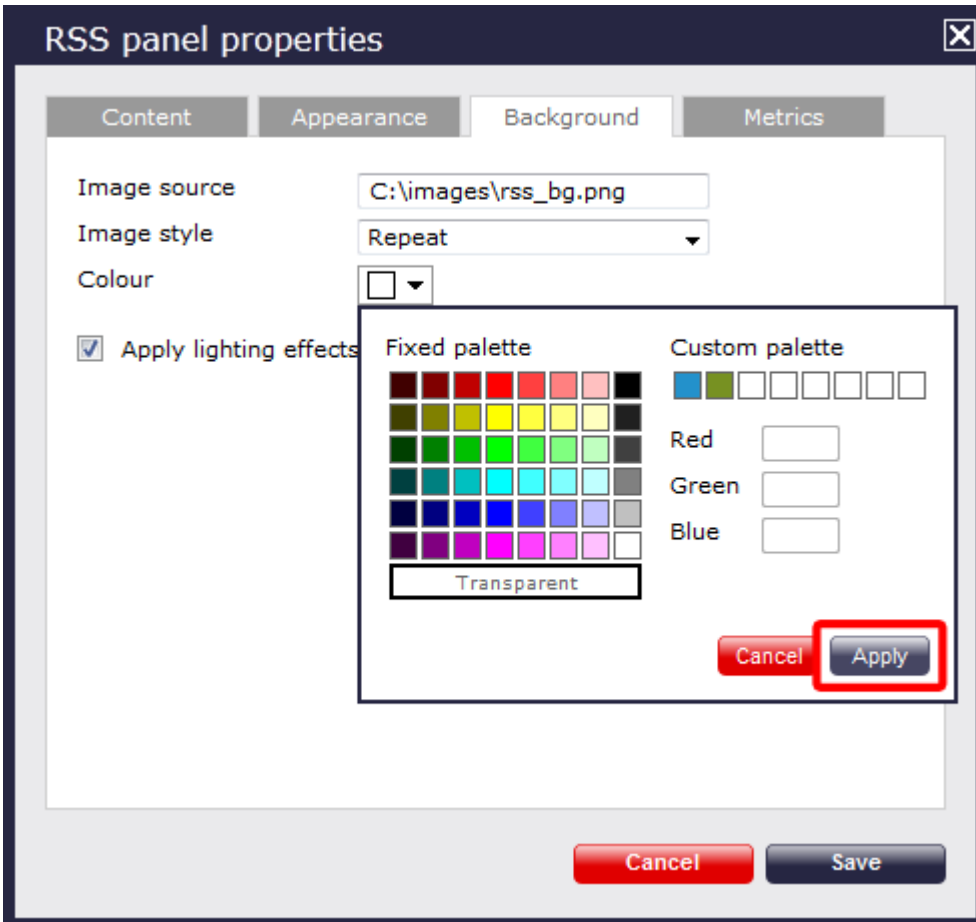 RSS panel properties
Content Appearance Background Metrics
Image source C:\images\rss_bg.png
Image style Repeat
Colour
Apply lighting effects
Fixed palette Custom palette
Red
Green
Blue
Transparent
Cancel Apply
Cancel Save